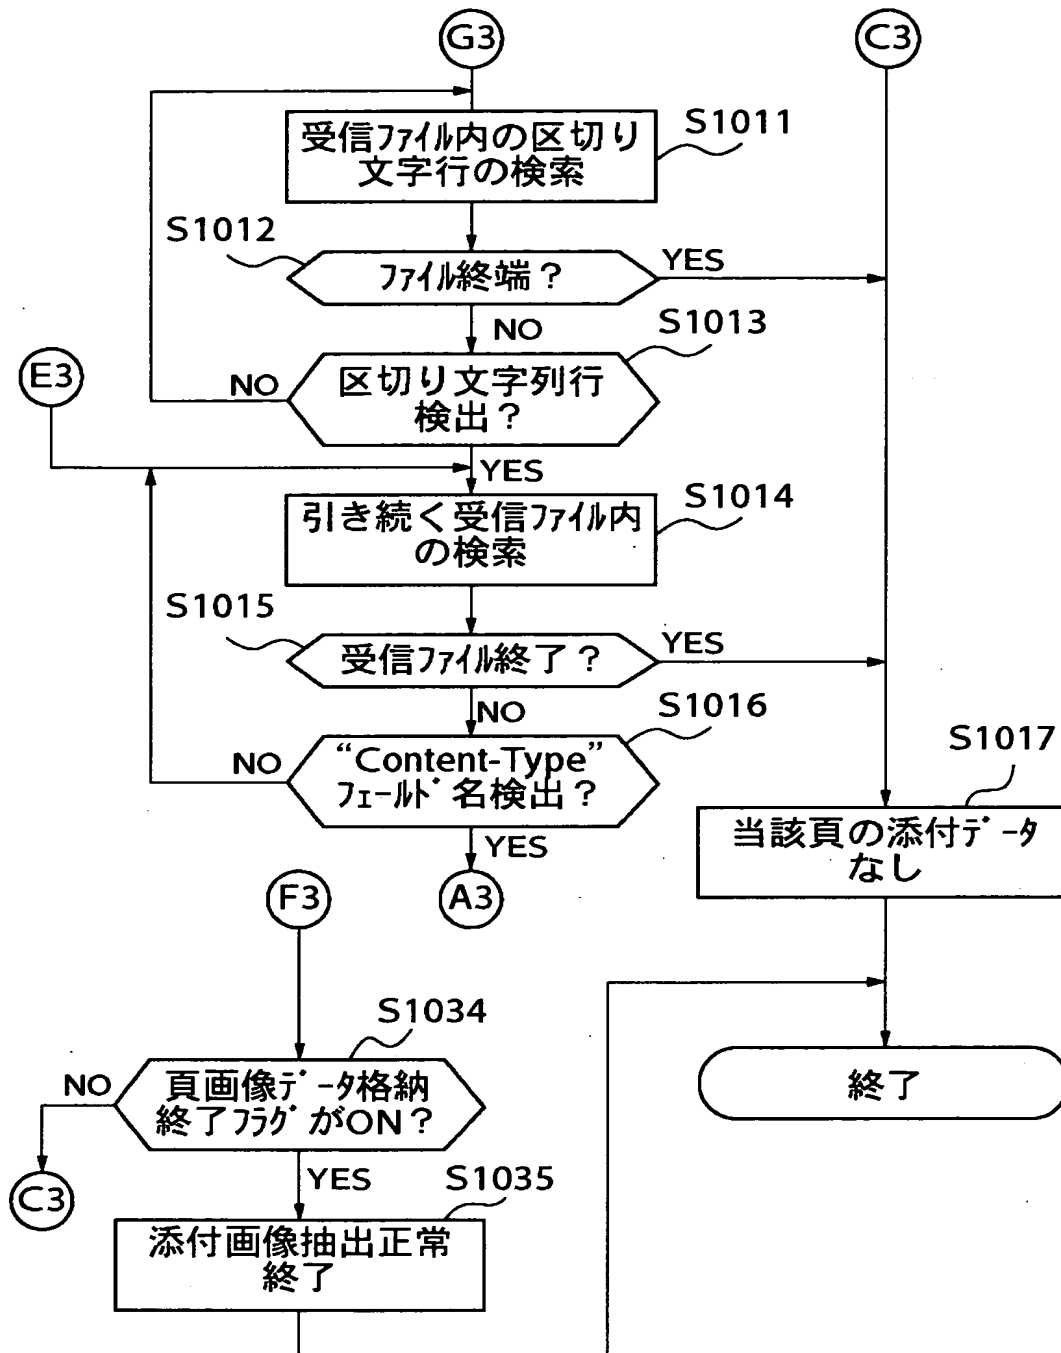 G3
C3
受信ファイル内の区切り
文字行の検索
S1011
S1012
ファイル終端？
YES
NO
S1013
E3
NO
区切り文字列行
検出？
YES
引き続く受信ファイル内
の検索
S1014
S1015
受信ファイル終了？
YES
NO
S1016
NO
“Content-Type”
フェールド名検出？
YES
A3
S1017
当該頁の添付データ
なし
F3
S1034
NO
頁画像データ格納
終了フラグがON？
終了
C3
YES
S1035
添付画像抽出正常
終了